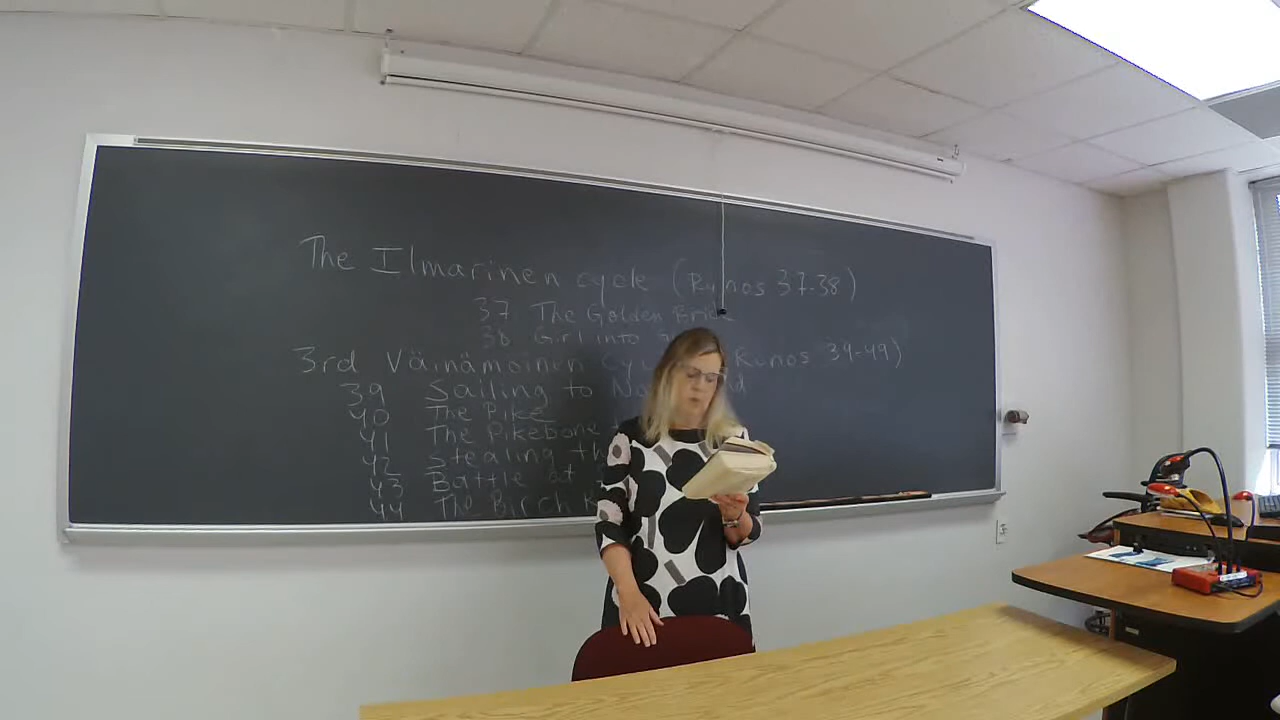 The Ilmarinen cycle (Runos 37-38)
37 The Golden Bride
38 Girl into
3rd Väinämöinen Runos 39-49)
39 Sailing to
40 The Pike
41 The Pikebone
42 Stealing th
43 Battle at
44 The Birch K